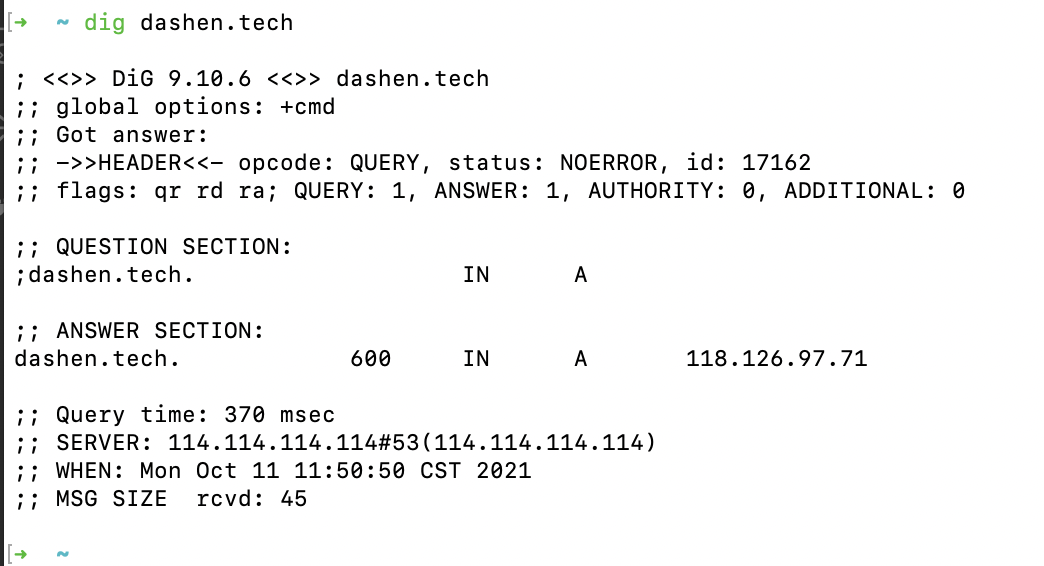 [➜  ~ dig dashen.tech
; <<>> DiG 9.10.6 <<>> dashen.tech
;; global options: +cmd
;; Got answer:
;; ->>HEADER<<- opcode: QUERY, status: NOERROR, id: 17162
;; flags: qr rd ra; QUERY: 1, ANSWER: 1, AUTHORITY: 0, ADDITIONAL: 0
;; QUESTION SECTION:
;dashen.tech.                   IN      A
;; ANSWER SECTION:
dashen.tech.            600     IN      A       118.126.97.71
;; Query time: 370 msec
;; SERVER: 114.114.114.114#53(114.114.114.114)
;; WHEN: Mon Oct 11 11:50:50 CST 2021
;; MSG SIZE  rcvd: 45
[➜  ~